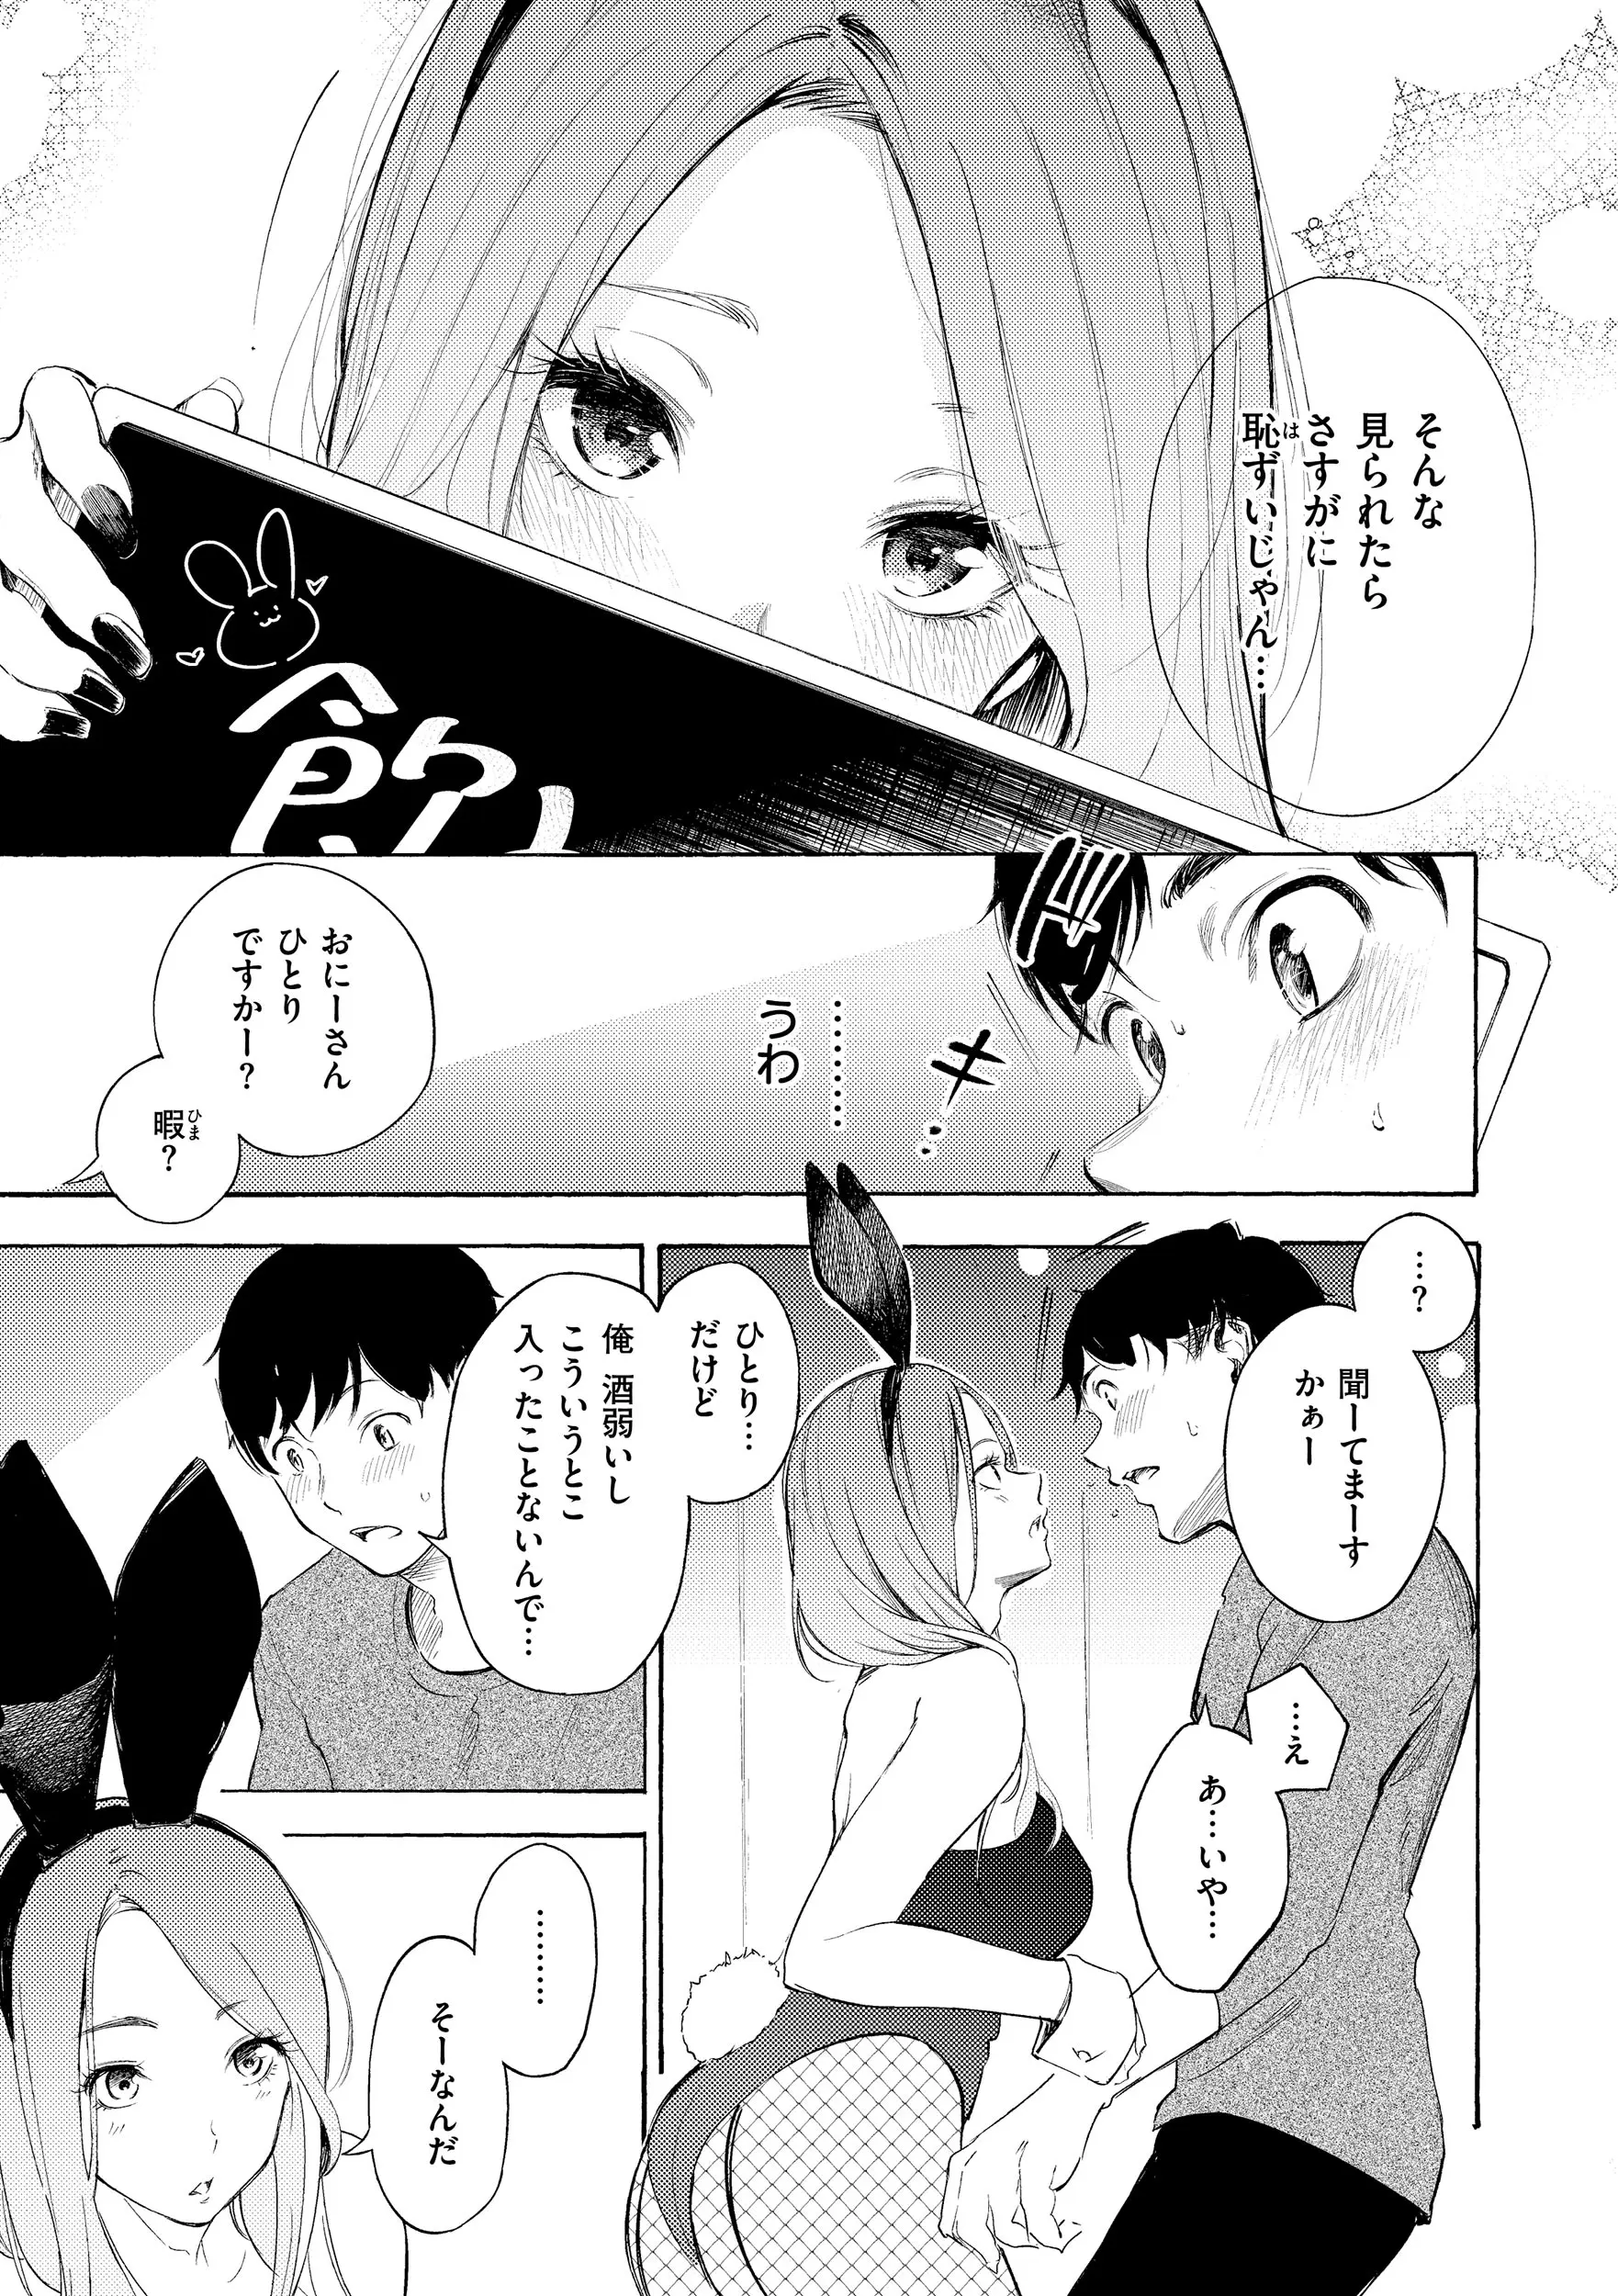 そんな
見られたら
さすがに
恥ずいじゃん…
は
飲
ドキ…
…………
うわ
おにーさん
ひとり
ですかー？
暇？
ひま
…？
聞ーてまーす
かぁー
…え
あ…いや…
ひとり…
だけど
俺 酒弱いし
こういうとこ
入ったことないんで…
………
そーなんだ